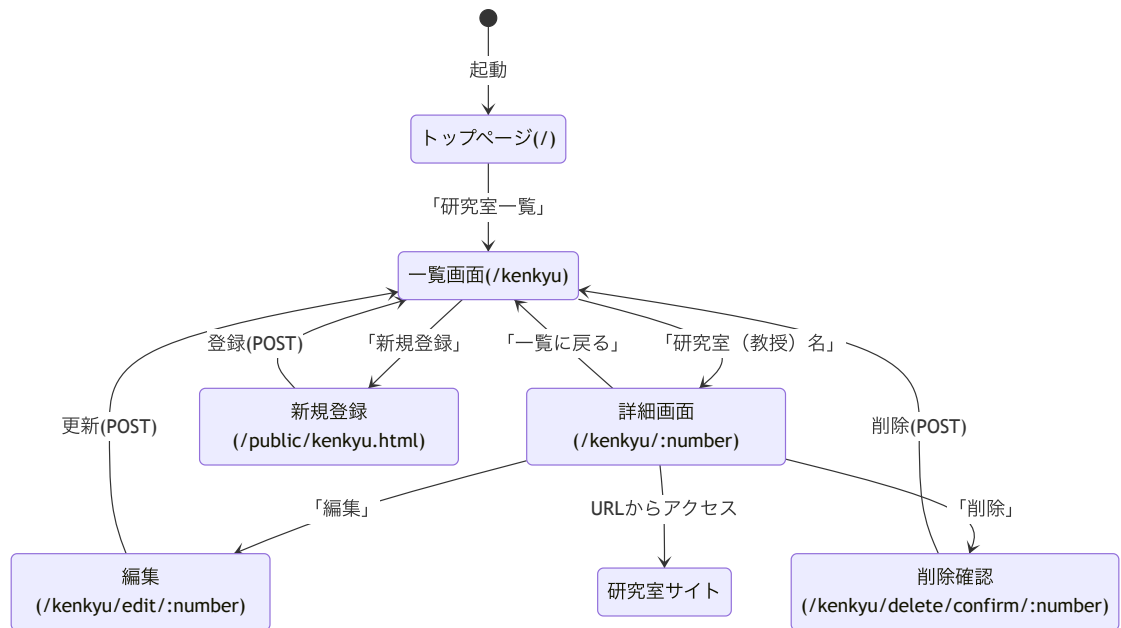 起動
トップページ(/)
「研究室一覧」
一覧画面(/kenkyu)
登録(POST)
「新規登録」
「一覧に戻る」
「研究室（教授）名」
新規登録
(/public/kenkyu.html)
詳細画面
(/kenkyu/:number)
更新(POST)
削除(POST)
「編集」
URLからアクセス
「削除」
編集
(/kenkyu/edit/:number)
研究室サイト
削除確認
(/kenkyu/delete/confirm/:number)